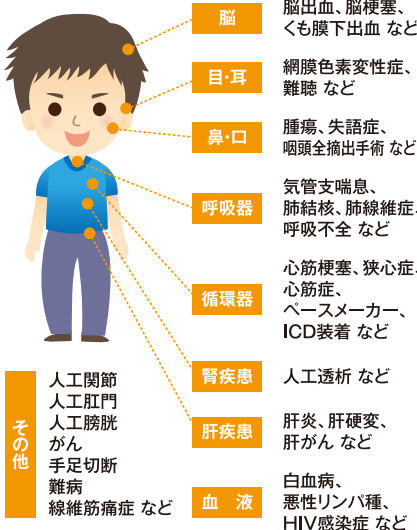 脳
脳出血、脳梗塞、
くも膜下出血 など
目・耳
網膜色素変性症、
難聴 など
鼻・口
腫瘍、失語症、
咽頭全摘出手術 など
呼吸器
気管支喘息、
肺結核、肺線維症、
呼吸不全 など
循環器
心筋梗塞、狭心症、
心筋症、
ペースメーカー、
ICD装着 など
腎疾患
人工透析 など
肝疾患
肝炎、肝硬変、
肝がん など
血 液
白血病、
悪性リンパ種、
HIV感染症 など
その他
人工関節
人工肛門
人工膀胱
がん
手足切断
難病
線維筋痛症 など